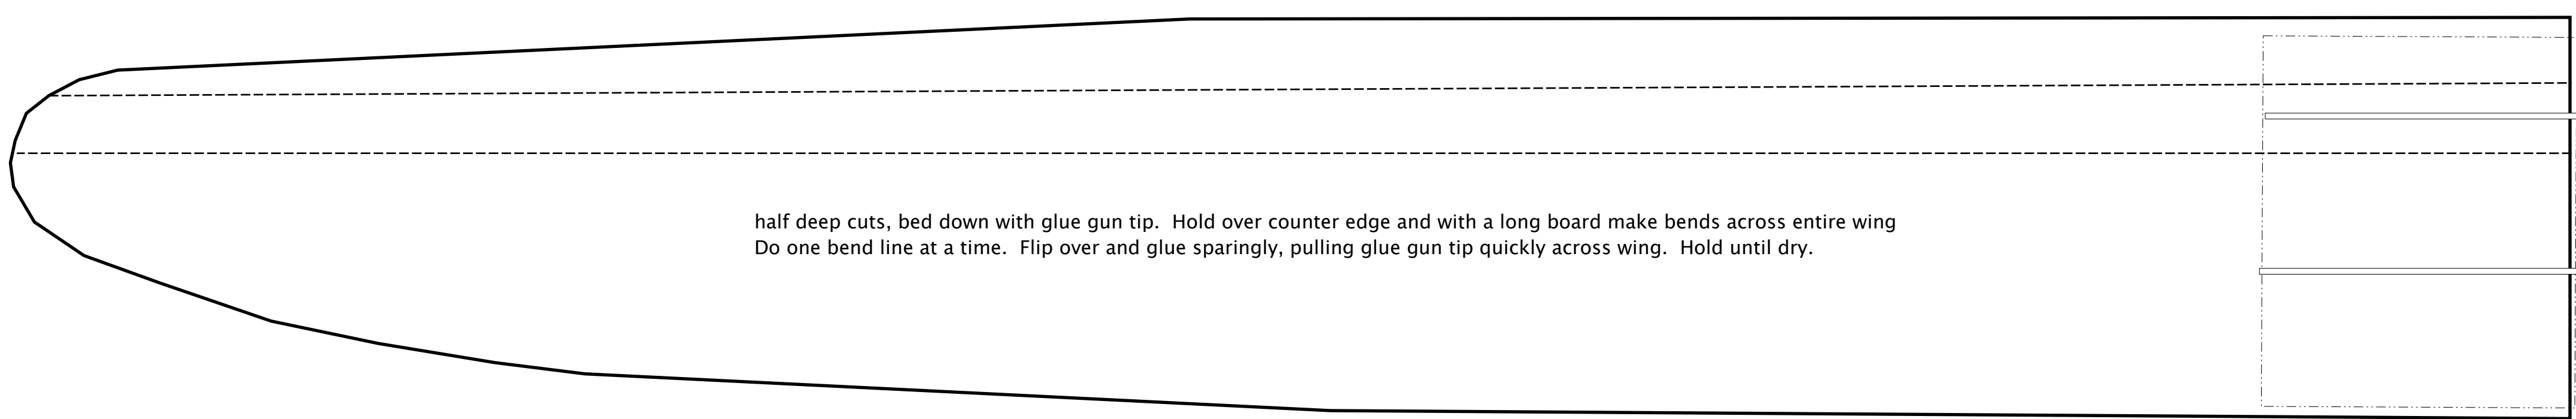 half deep cuts, bed down with glue gun tip.  Hold over counter edge and with a long board make bends across entire wing
Do one bend line at a time.  Flip over and glue sparingly, pulling glue gun tip quickly across wing.  Hold until dry.